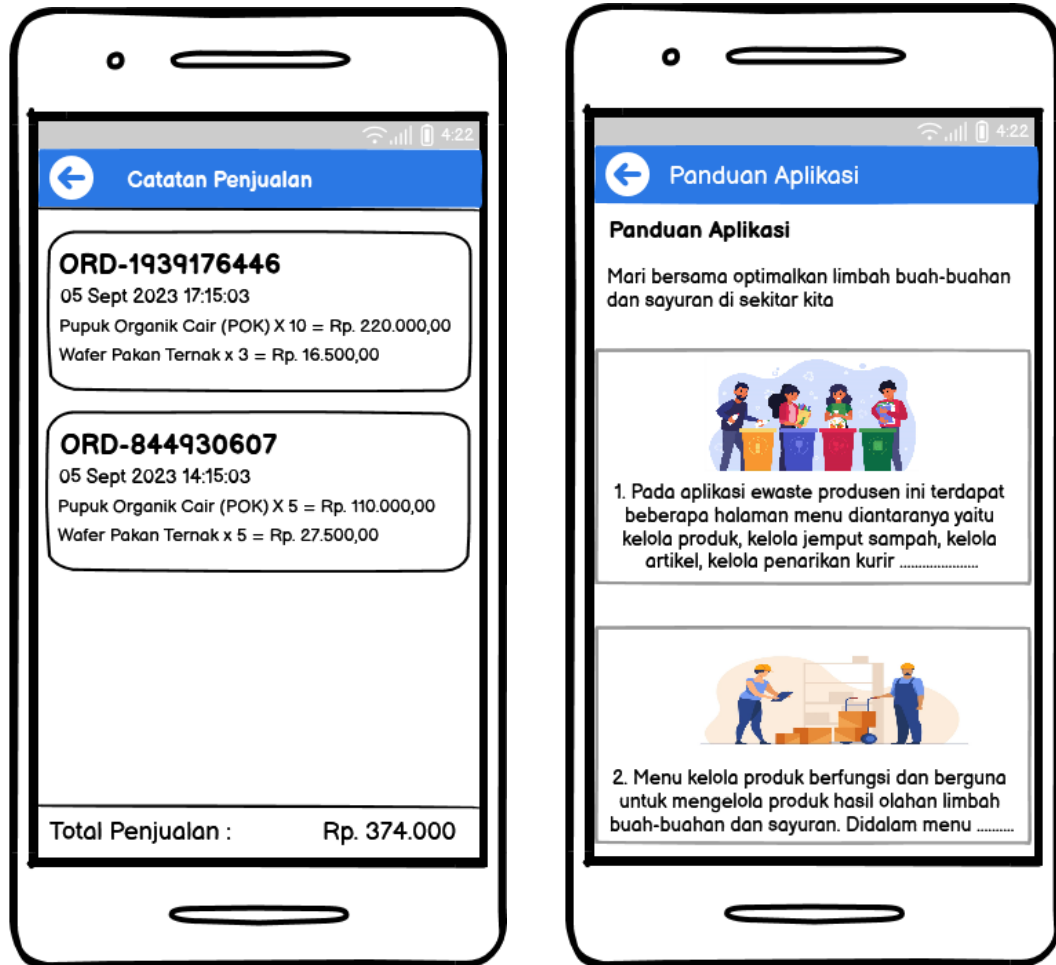 4:22
Catatan Penjualan
ORD-1939176446
05 Sept 2023 17:15:03
Pupuk Organik Cair (POK) X 10 = Rp. 220.000,00
Wafer Pakan Ternak x 3 = Rp. 16.500,00
ORD-844930607
05 Sept 2023 14:15:03
Pupuk Organik Cair (POK) X 5 = Rp. 110.000,00
Wafer Pakan Ternak x 5 = Rp. 27.500,00
Total Penjualan : Rp. 374.000
4:22
Panduan Aplikasi
Panduan Aplikasi
Mari bersama optimalkan limbah buah-buahan
dan sayuran di sekitar kita
1. Pada aplikasi ewaste produsen ini terdapat
beberapa halaman menu diantaranya yaitu
kelola produk, kelola jemput sampah, kelola
artikel, kelola penarikan kurir ......................
2. Menu kelola produk berfungsi dan berguna
untuk mengelola produk hasil olahan limbah
buah-buahan dan sayuran. Didalam menu ..........